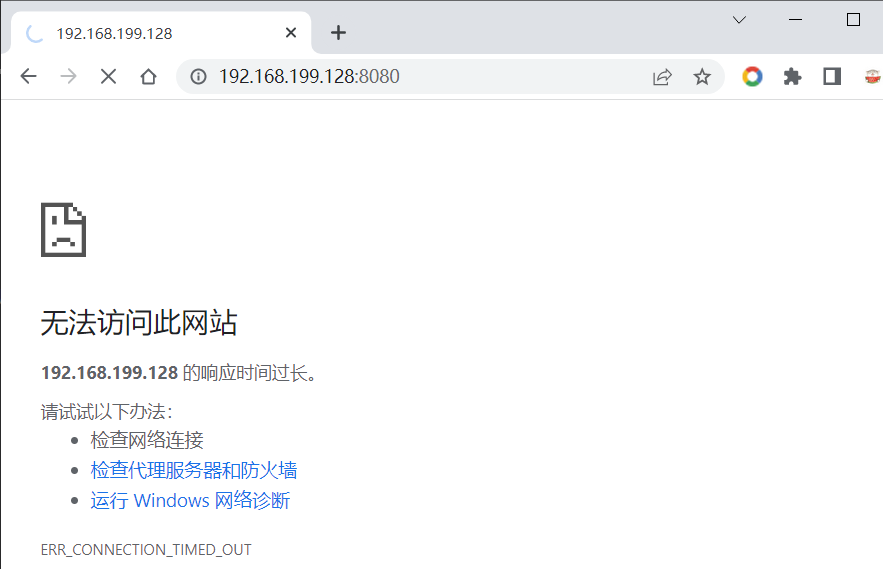 192.168.199.128
192.168.199.128:8080
无法访问此网站
192.168.199.128 的响应时间过长。
请试试以下办法：
检查网络连接
检查代理服务器和防火墙
运行 Windows 网络诊断
ERR_CONNECTION_TIMED_OUT